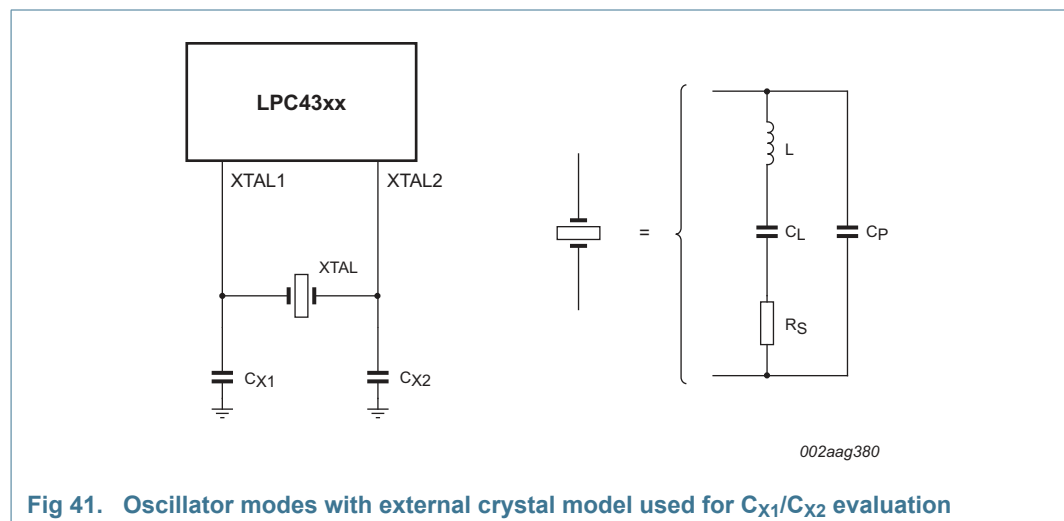 LPC43xx
XTAL1
XTAL2
XTAL
CX1
CX2
=
L
CL
CP
RS
002aag380
Fig 41. Oscillator modes with external crystal model used for CX1/CX2 evaluation